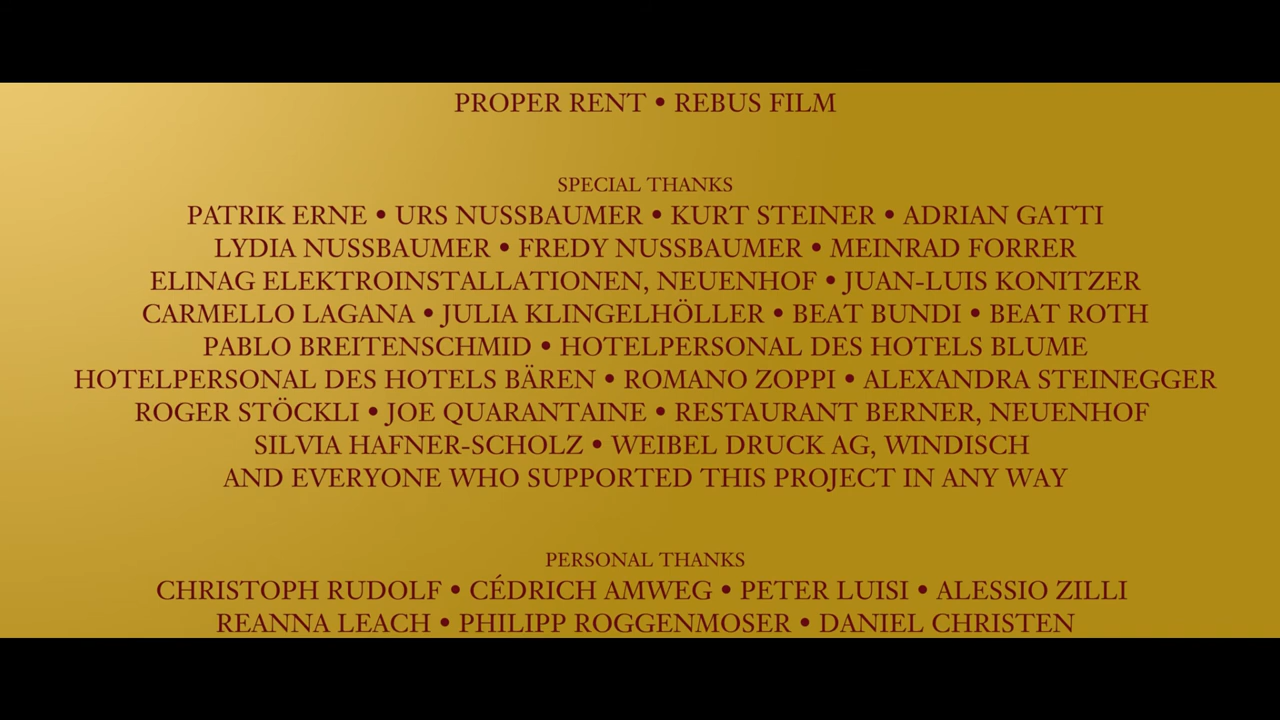 PROPER RENT • REBUS FILM
SPECIAL THANKS
PATRIK ERNE • URS NUSSBAUMER • KURT STEINER • ADRIAN GATTI
LYDIA NUSSBAUMER • FREDY NUSSBAUMER • MEINRAD FORRER
ELINAG ELEKTROINSTALLATIONEN, NEUENHOF • JUAN-LUIS KONITZER
CARMELLO LAGANA • JULIA KLINGELHÖLLER • BEAT BUNDI • BEAT ROTH
PABLO BREITENSCHMID • HOTELPERSONAL DES HOTELS BLUME
HOTELPERSONAL DES HOTELS BÄREN • ROMANO ZOPPI • ALEXANDRA STEINEGGER
ROGER STÖCKLI • JOE QUARANTAINE • RESTAURANT BERNER, NEUENHOF
SILVIA HAFNER-SCHOLZ • WEIBEL DRUCK AG, WINDISCH
AND EVERYONE WHO SUPPORTED THIS PROJECT IN ANY WAY
PERSONAL THANKS
CHRISTOPH RUDOLF • CÉDRICH AMWEG • PETER LUISI • ALESSIO ZILLI
REANNA LEACH • PHILIPP ROGGENMOSER • DANIEL CHRISTEN